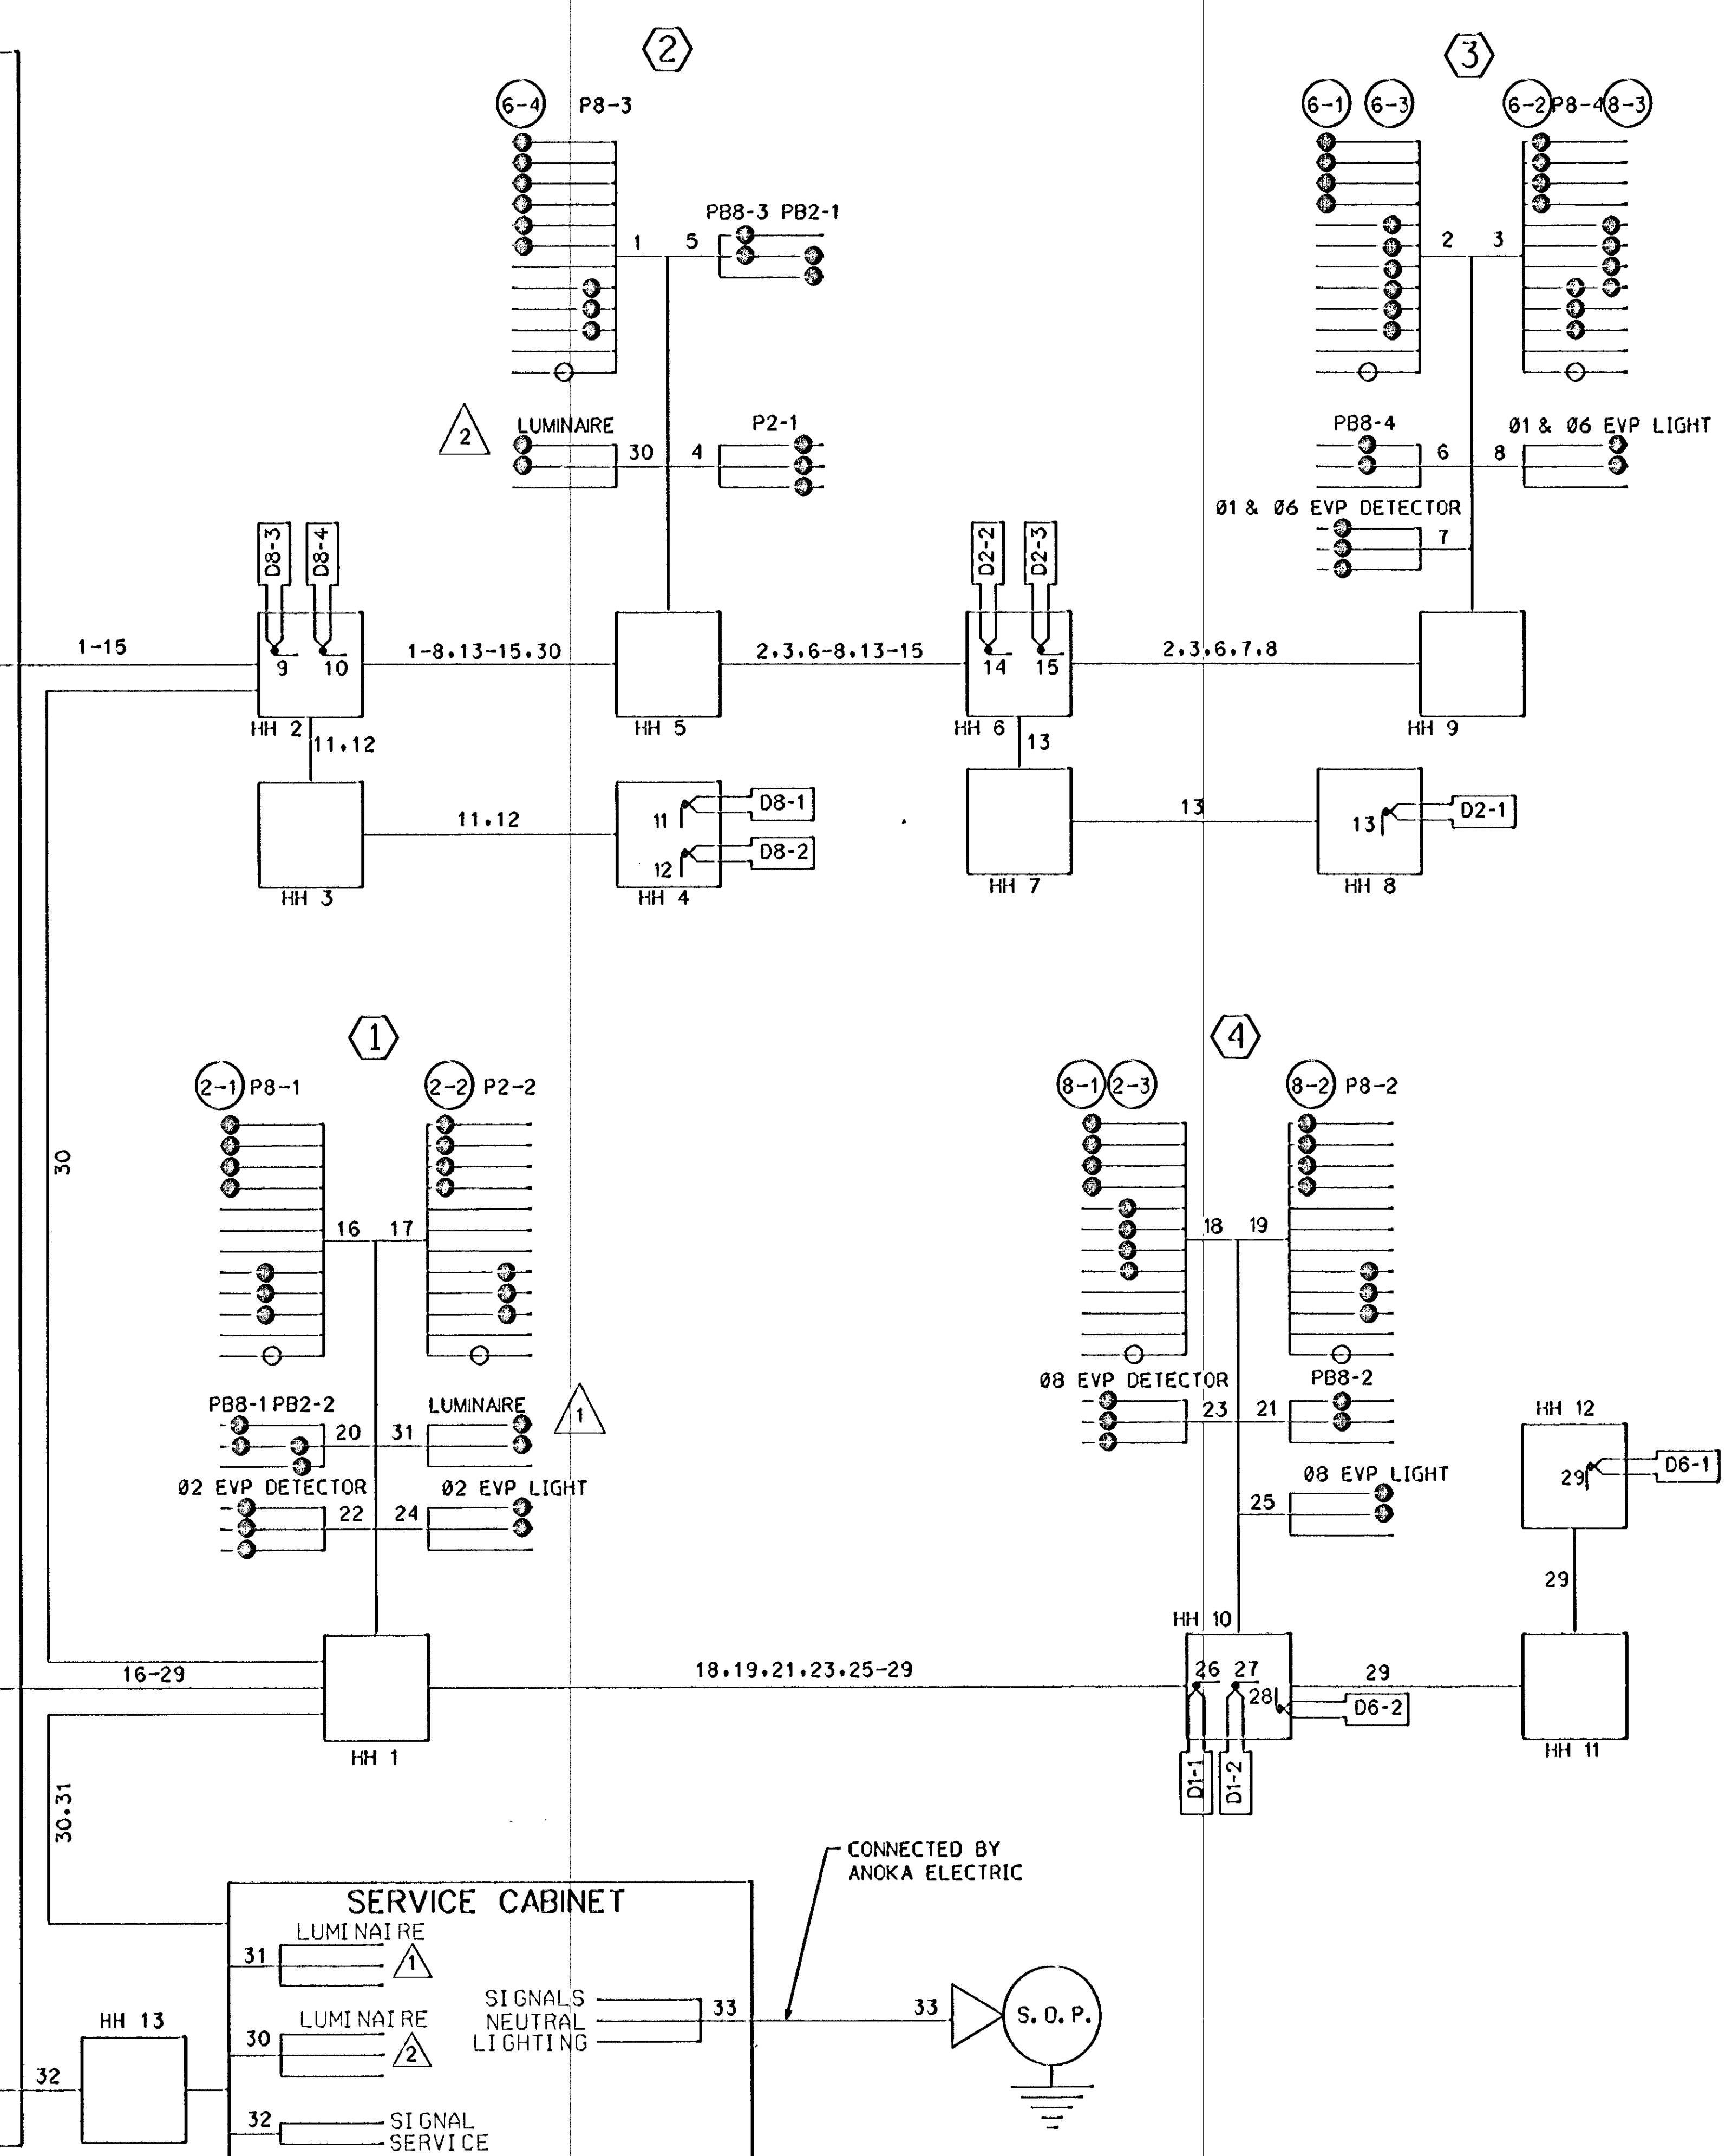 2
3
6-4 P8-3
6-1 6-3
6-2 P8-4 8-3
PB8-3 PB2-1
1 5
2 3
2
LUMINAIRE
P2-1
30 4
PB8-4
01 & 06 EVP LIGHT
6 8
01 & 06 EVP DETECTOR
7
D8-3
D8-4
D2-2
D2-3
1-15
9 10
1-8,13-15,30
2,3,6-8,13-15
14 15
2,3,6,7,8
HH 2
HH 5
HH 6
HH 9
11,12
13
11,12
11
D8-1
12
D8-2
13
13
D2-1
HH 3
HH 4
HH 7
HH 8
1
4
2-1 P8-1
2-2 P2-2
8-1 2-3
8-2 P8-2
30
16 17
18 19
PB8-1 PB2-2
LUMINAIRE
1
20 31
02 EVP DETECTOR
02 EVP LIGHT
22 24
08 EVP DETECTOR
PB8-2
23 21
08 EVP LIGHT
25
HH 12
29
D6-1
29
HH 10
16-29
18,19,21,23,25-29
26 27
28
29
D6-2
HH 1
HH 11
D1-1
D1-2
30,31
CONNECTED BY
ANOKA ELECTRIC
SERVICE CABINET
LUMINAIRE
31
1
LUMINAIRE
30
2
SIGNALS
NEUTRAL
LIGHTING
33
33
S.O.P.
HH 13
32
32
SIGNAL
SERVICE